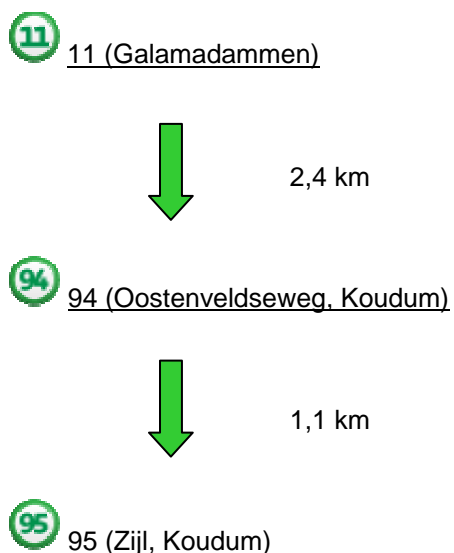 11 11 (Galamadammen)
2,4 km
94 94 (Oostenveldseweg, Koudum)
1,1 km
95 95 (Zijl, Koudum)